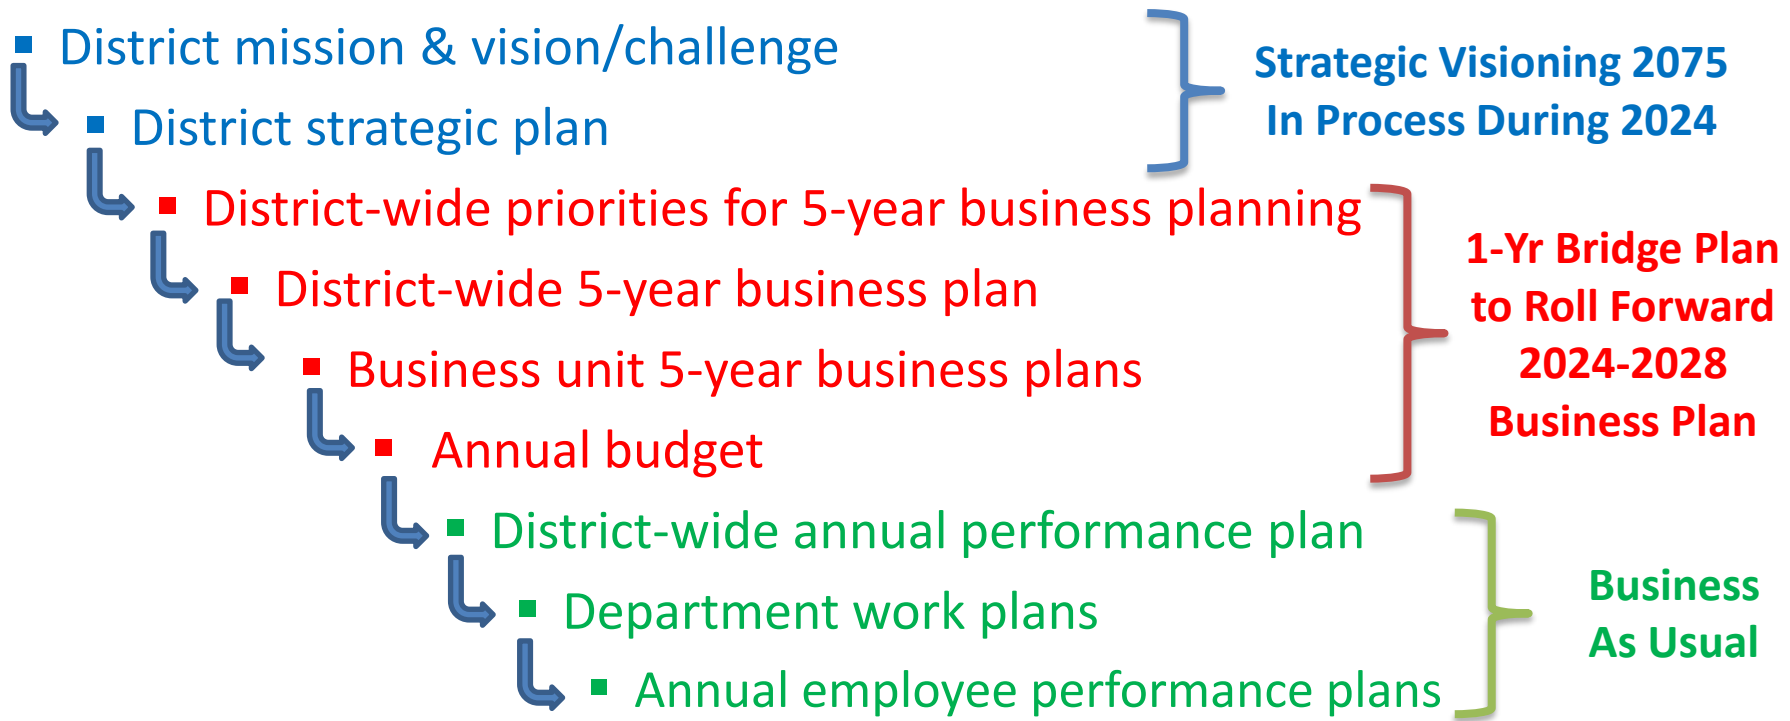 District mission & vision/challenge
District strategic plan
District-wide priorities for 5-year business planning
District-wide 5-year business plan
Business unit 5-year business plans
Annual budget
District-wide annual performance plan
Department work plans
Annual employee performance plans
Strategic Visioning 2075
In Process During 2024
1-Yr Bridge Plan
to Roll Forward
2024-2028
Business Plan
Business
As Usual